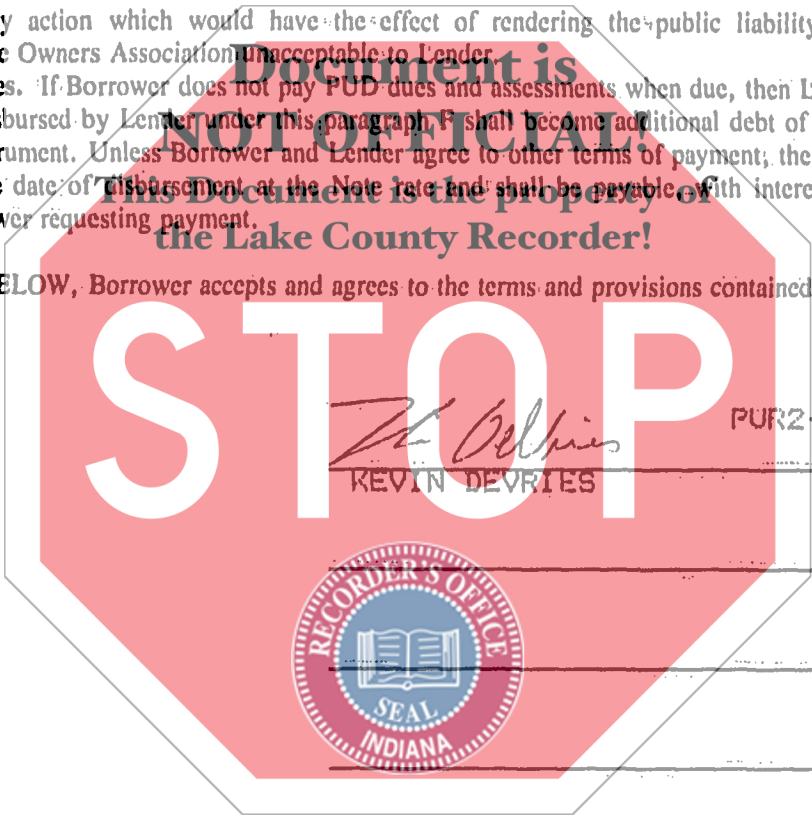 y action which would have the effect of rendering the public liability
e Owners Association unacceptable to Lender.
Document is
es. If Borrower does not pay PUD dues and assessments when due, then L
bursed by Lender under this paragraph F shall become additional debt of
NOT OFFICIAL!
rument. Unless Borrower and Lender agree to other terms of payment, the
e date of disbursement at the Note rate and shall be payable, with intere
This Document is the property of
wer requesting payment.
the Lake County Recorder!
ELOW, Borrower accepts and agrees to the terms and provisions contained
STOP
PUR2
KEVIN DEVRIES
RECORDER'S OFFICE
SEAL
INDIANA